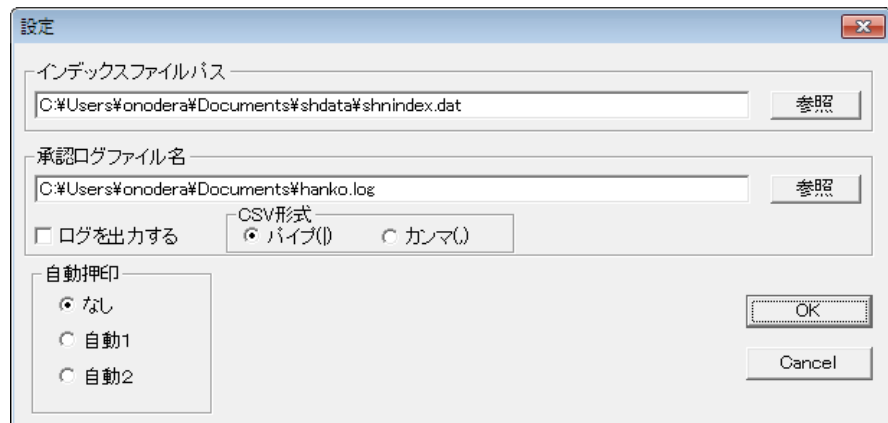 設定
インデックスファイルパス
C:¥Users¥onodera¥Documents¥shdata¥shnindex.dat
参照
承認ログファイル名
C:¥Users¥onodera¥Documents¥hanko.log
参照
ログを出力する
CSV形式
パイプ(|)
カンマ(,)
自動押印
なし
自動1
自動2
OK
Cancel